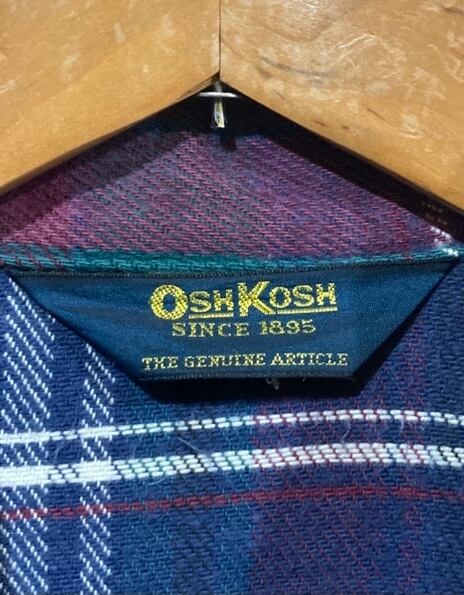 OSHKOSH
SINCE 1895
THE GENUINE ARTICLE